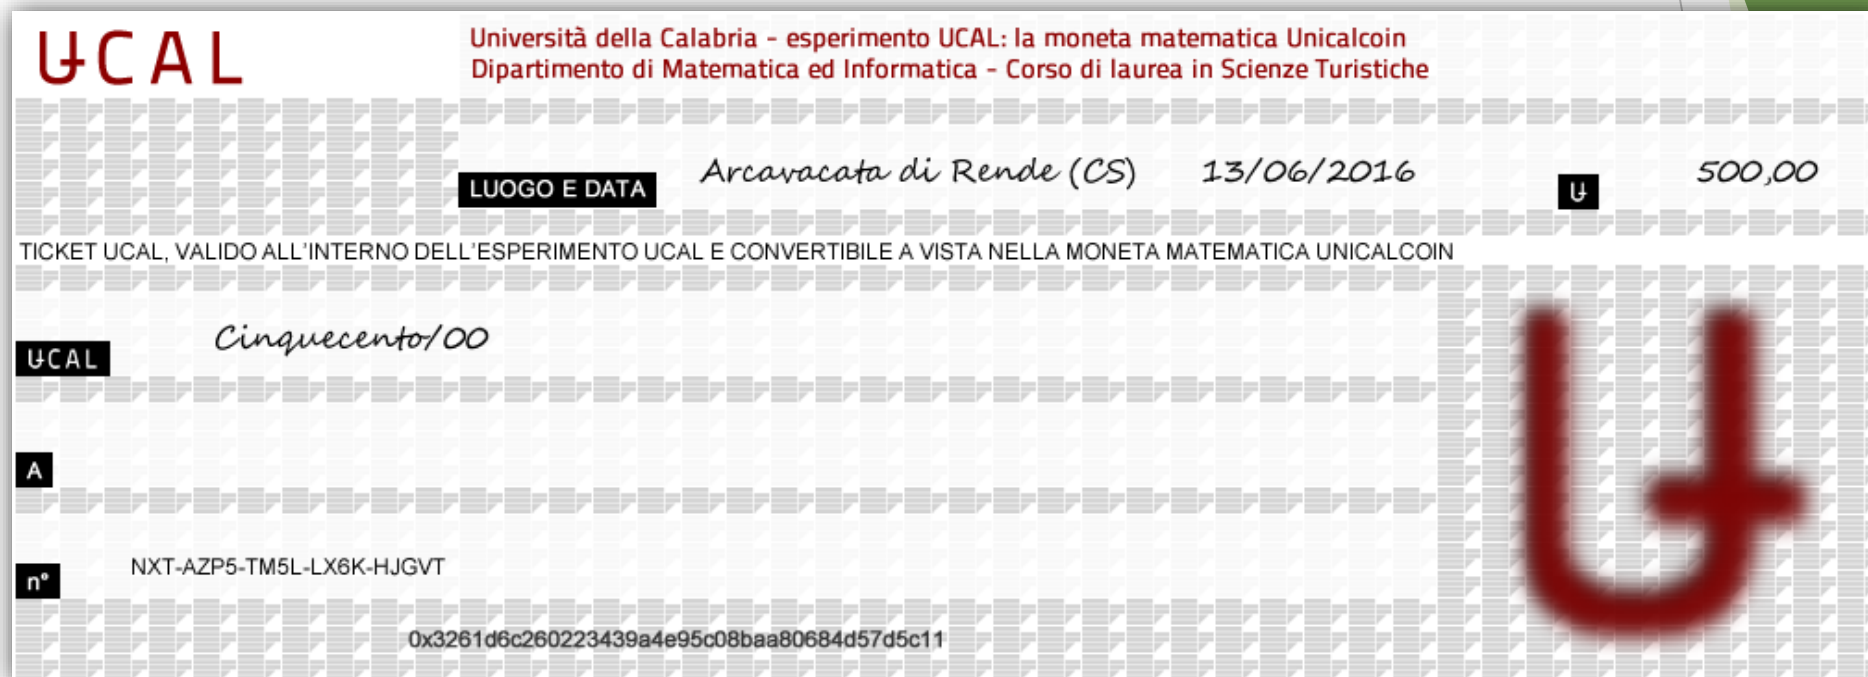 UCAL
Università della Calabria - esperimento UCAL: la moneta matematica Unicalcoin
Dipartimento di Matematica ed Informatica - Corso di laurea in Scienze Turistiche
LUOGO E DATA Arcavacata di Rende (CS) 13/06/2016 U 500,00
TICKET UCAL, VALIDO ALL'INTERNO DELL'ESPERIMENTO UCAL E CONVERTIBILE A VISTA NELLA MONETA MATEMATICA UNICALCOIN
UCAL Cinquecento/00
A
n° NXT-AZP5-TM5L-LX6K-HJGVT
0x3261d6c260223439a4e95c08baa80684d57d5c11
U